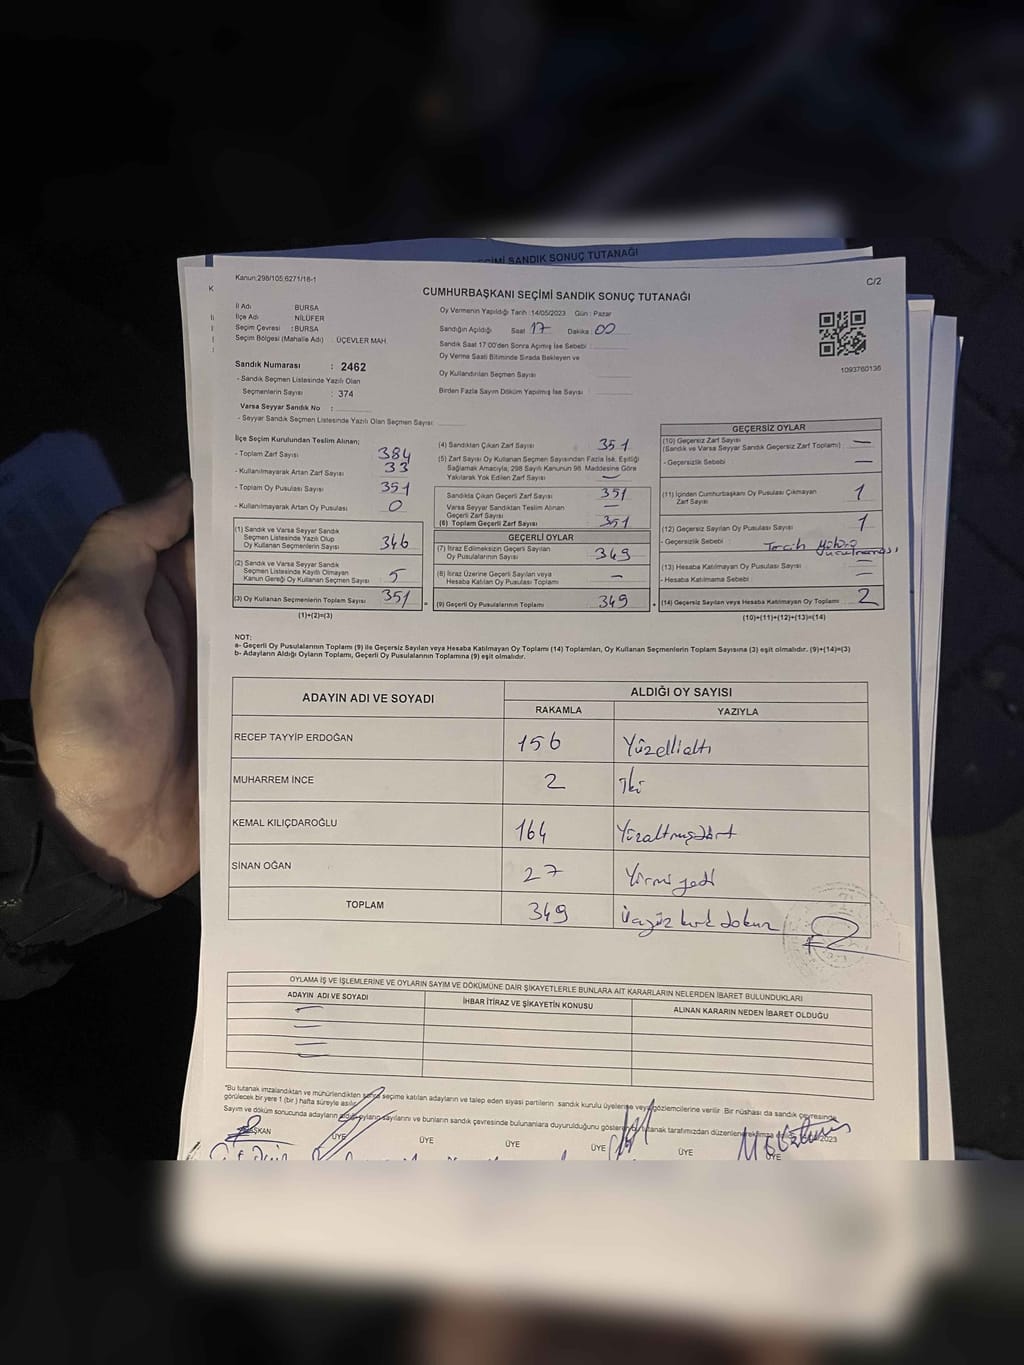 SEÇİMİ SANDIK SONUÇ TUTANAĞI
Kanun:298/105:6271/18-1
C/2
CUMHURBAŞKANI SEÇİMİ SANDIK SONUÇ TUTANAĞI
İl Adı BURSA
İlçe Adı NİLÜFER
Seçim Çevresi : BURSA
Seçim Bölgesi (Mahalle Adı) : ÜÇEVLER MAH.
Sandık Numarası : 2462
- Sandık Seçmen Listesinde Yazılı Olan
Seçmenlerin Sayısı : 374
Varsa Seyyar Sandık No :
- Seyyar Sandık Seçmen Listesinde Yazılı Olan Seçmen Sayısı:
Oy Vermenin Yapıldığı Tarih :14/05/2023 Gün : Pazar
Sandığın Açıldığı Saat 17 Dakika : 00
Sandık Saat 17:00'den Sonra Açılmış İse Sebebi :
Oy Verme Saati Bitiminde Sırada Bekleyen ve
Oy Kullandırılan Seçmen Sayısı
Birden Fazla Sayım Döküm Yapılmış İse Sayısı :
1093760136
İlçe Seçim Kurulundan Teslim Alınan;
- Toplam Zarf Sayısı 384
- Kullanılmayarak Artan Zarf Sayısı 33
- Toplam Oy Pusulası Sayısı 351
- Kullanılmayarak Artan Oy Pusulası 0
(1) Sandık ve Varsa Seyyar Sandık
Seçmen Listesinde Yazılı Olup
Oy Kullanan Seçmenlerin Sayısı 346
(2) Sandık ve Varsa Seyyar Sandık
Seçmen Listesinde Kayıtlı Olmayan
Kanun Gereği Oy Kullanan Seçmen Sayısı 5
(3) Oy Kullanan Seçmenlerin Toplam Sayısı 351
(1)+(2)=(3)
(4) Sandıktan Çıkan Zarf Sayısı 351
(5) Zarf Sayısı Oy Kullanan Seçmen Sayısından Fazla İse, Eşitliği
Sağlamak Amacıyla, 298 Sayılı Kanunun 98. Maddesine Göre
Yakılarak Yok Edilen Zarf Sayısı —
Sandıkta Çıkan Geçerli Zarf Sayısı 351
Varsa Seyyar Sandıktan Teslim Alınan
Geçerli Zarf Sayısı —
(6) Toplam Geçerli Zarf Sayısı 351
GEÇERLİ OYLAR
(7) İtiraz Edilmeksizin Geçerli Sayılan
Oy Pusulalarının Sayısı 349
(8) İtiraz Üzerine Geçerli Sayılan veya
Hesaba Katılan Oy Pusulası Toplamı —
= (9) Geçerli Oy Pusulalarının Toplamı 349
GEÇERSİZ OYLAR
(10) Geçersiz Zarf Sayısı
(Sandık ve Varsa Seyyar Sandık Geçersiz Zarf Toplamı) —
- Geçersizlik Sebebi —
(11) İçinden Cumhurbaşkanı Oy Pusulası Çıkmayan
Zarf Sayısı 1
(12) Geçersiz Sayılan Oy Pusulası Sayısı 1
- Geçersizlik Sebebi : Tercih Mührü
(13) Hesaba Katılmayan Oy Pusulası Sayısı —
- Hesaba Katılmama Sebebi : —
+ (14) Geçersiz Sayılan veya Hesaba Katılmayan Oy Toplamı 2
(10)+(11)+(12)+(13)=(14)
NOT:
a- Geçerli Oy Pusulalarının Toplamı (9) ile Geçersiz Sayılan veya Hesaba Katılmayan Oy Toplamı (14) Toplamları, Oy Kullanan Seçmenlerin Toplam Sayısına (3) eşit olmalıdır. (9)+(14)=(3)
b- Adayların Aldığı Oyların Toplamı, Geçerli Oy Pusulalarının Toplamına (9) eşit olmalıdır.
ADAYIN ADI VE SOYADI ALDIĞI OY SAYISI
RAKAMLA YAZIYLA
RECEP TAYYİP ERDOĞAN 156 Yüzellialtı
MUHARREM İNCE 2 İki
KEMAL KILIÇDAROĞLU 164 Yüzaltmışdört
SİNAN OĞAN 27 Yirmi yedi
TOPLAM 349 Üçyüz kırk dokuz
OYLAMA İŞ VE İŞLEMLERİNE VE OYLARIN SAYIM VE DÖKÜMÜNE DAİR ŞİKAYETLERLE BUNLARA AİT KARARLARIN NELERDEN İBARET BULUNDUKLARI
ADAYIN ADI VE SOYADI İHBAR İTİRAZ VE ŞİKAYETİN KONUSU ALINAN KARARIN NEDEN İBARET OLDUĞU
"Bu tutanak imzalandıktan ve mühürlendikten sonra seçime katılan adayların ve talep eden siyasi partilerin sandık kurulu üyelerine veya gözlemcilerine verilir. Bir nüshası da sandık çevresinde
görülecek bir yere 1 (bir) hafta süreyle asılır.
Sayım ve döküm sonucunda adayların aldığı oyların sayılarını ve bunların sandık çevresinde bulunanlara duyurulduğunu gösteren bu tutanak tarafımızdan düzenlenerek 2023
BAŞKAN ÜYE ÜYE ÜYE ÜYE ÜYE ÜYE